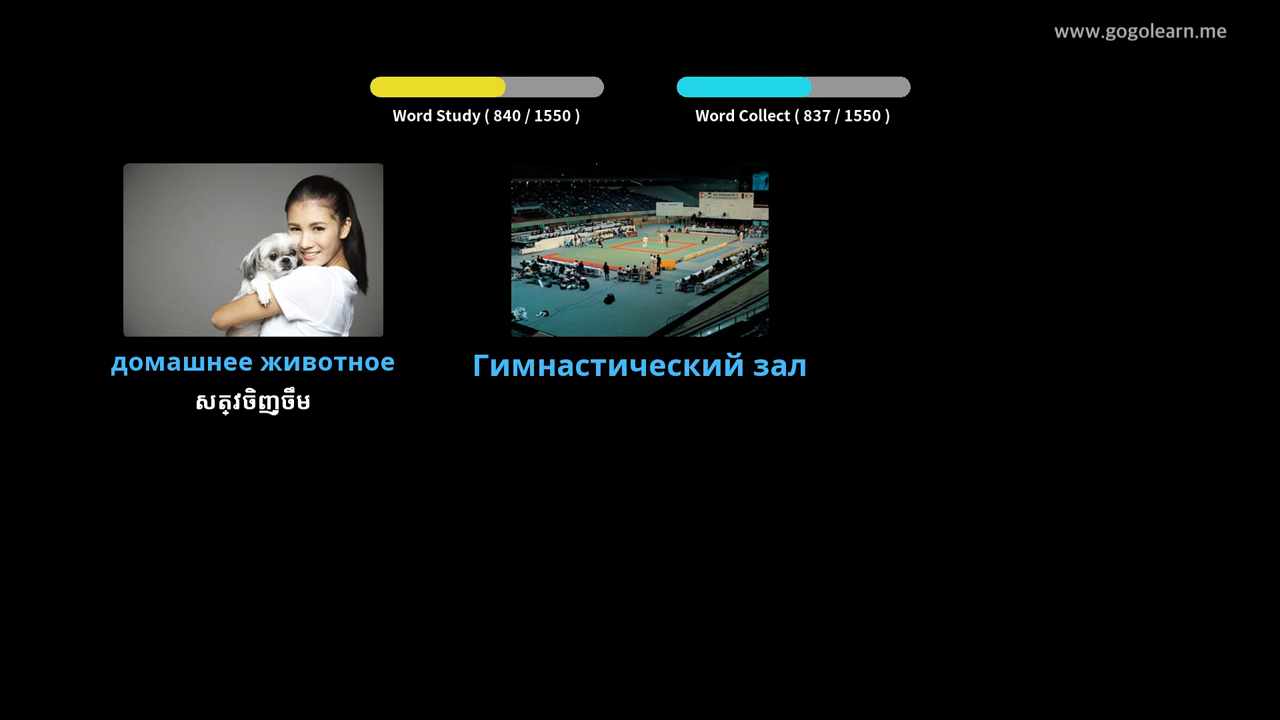 www.gogolearn.me
Word Study ( 840 / 1550 )
Word Collect ( 837 / 1550 )
домашнее животное
សត្វចិញ្ចឹម
Гимнастический зал